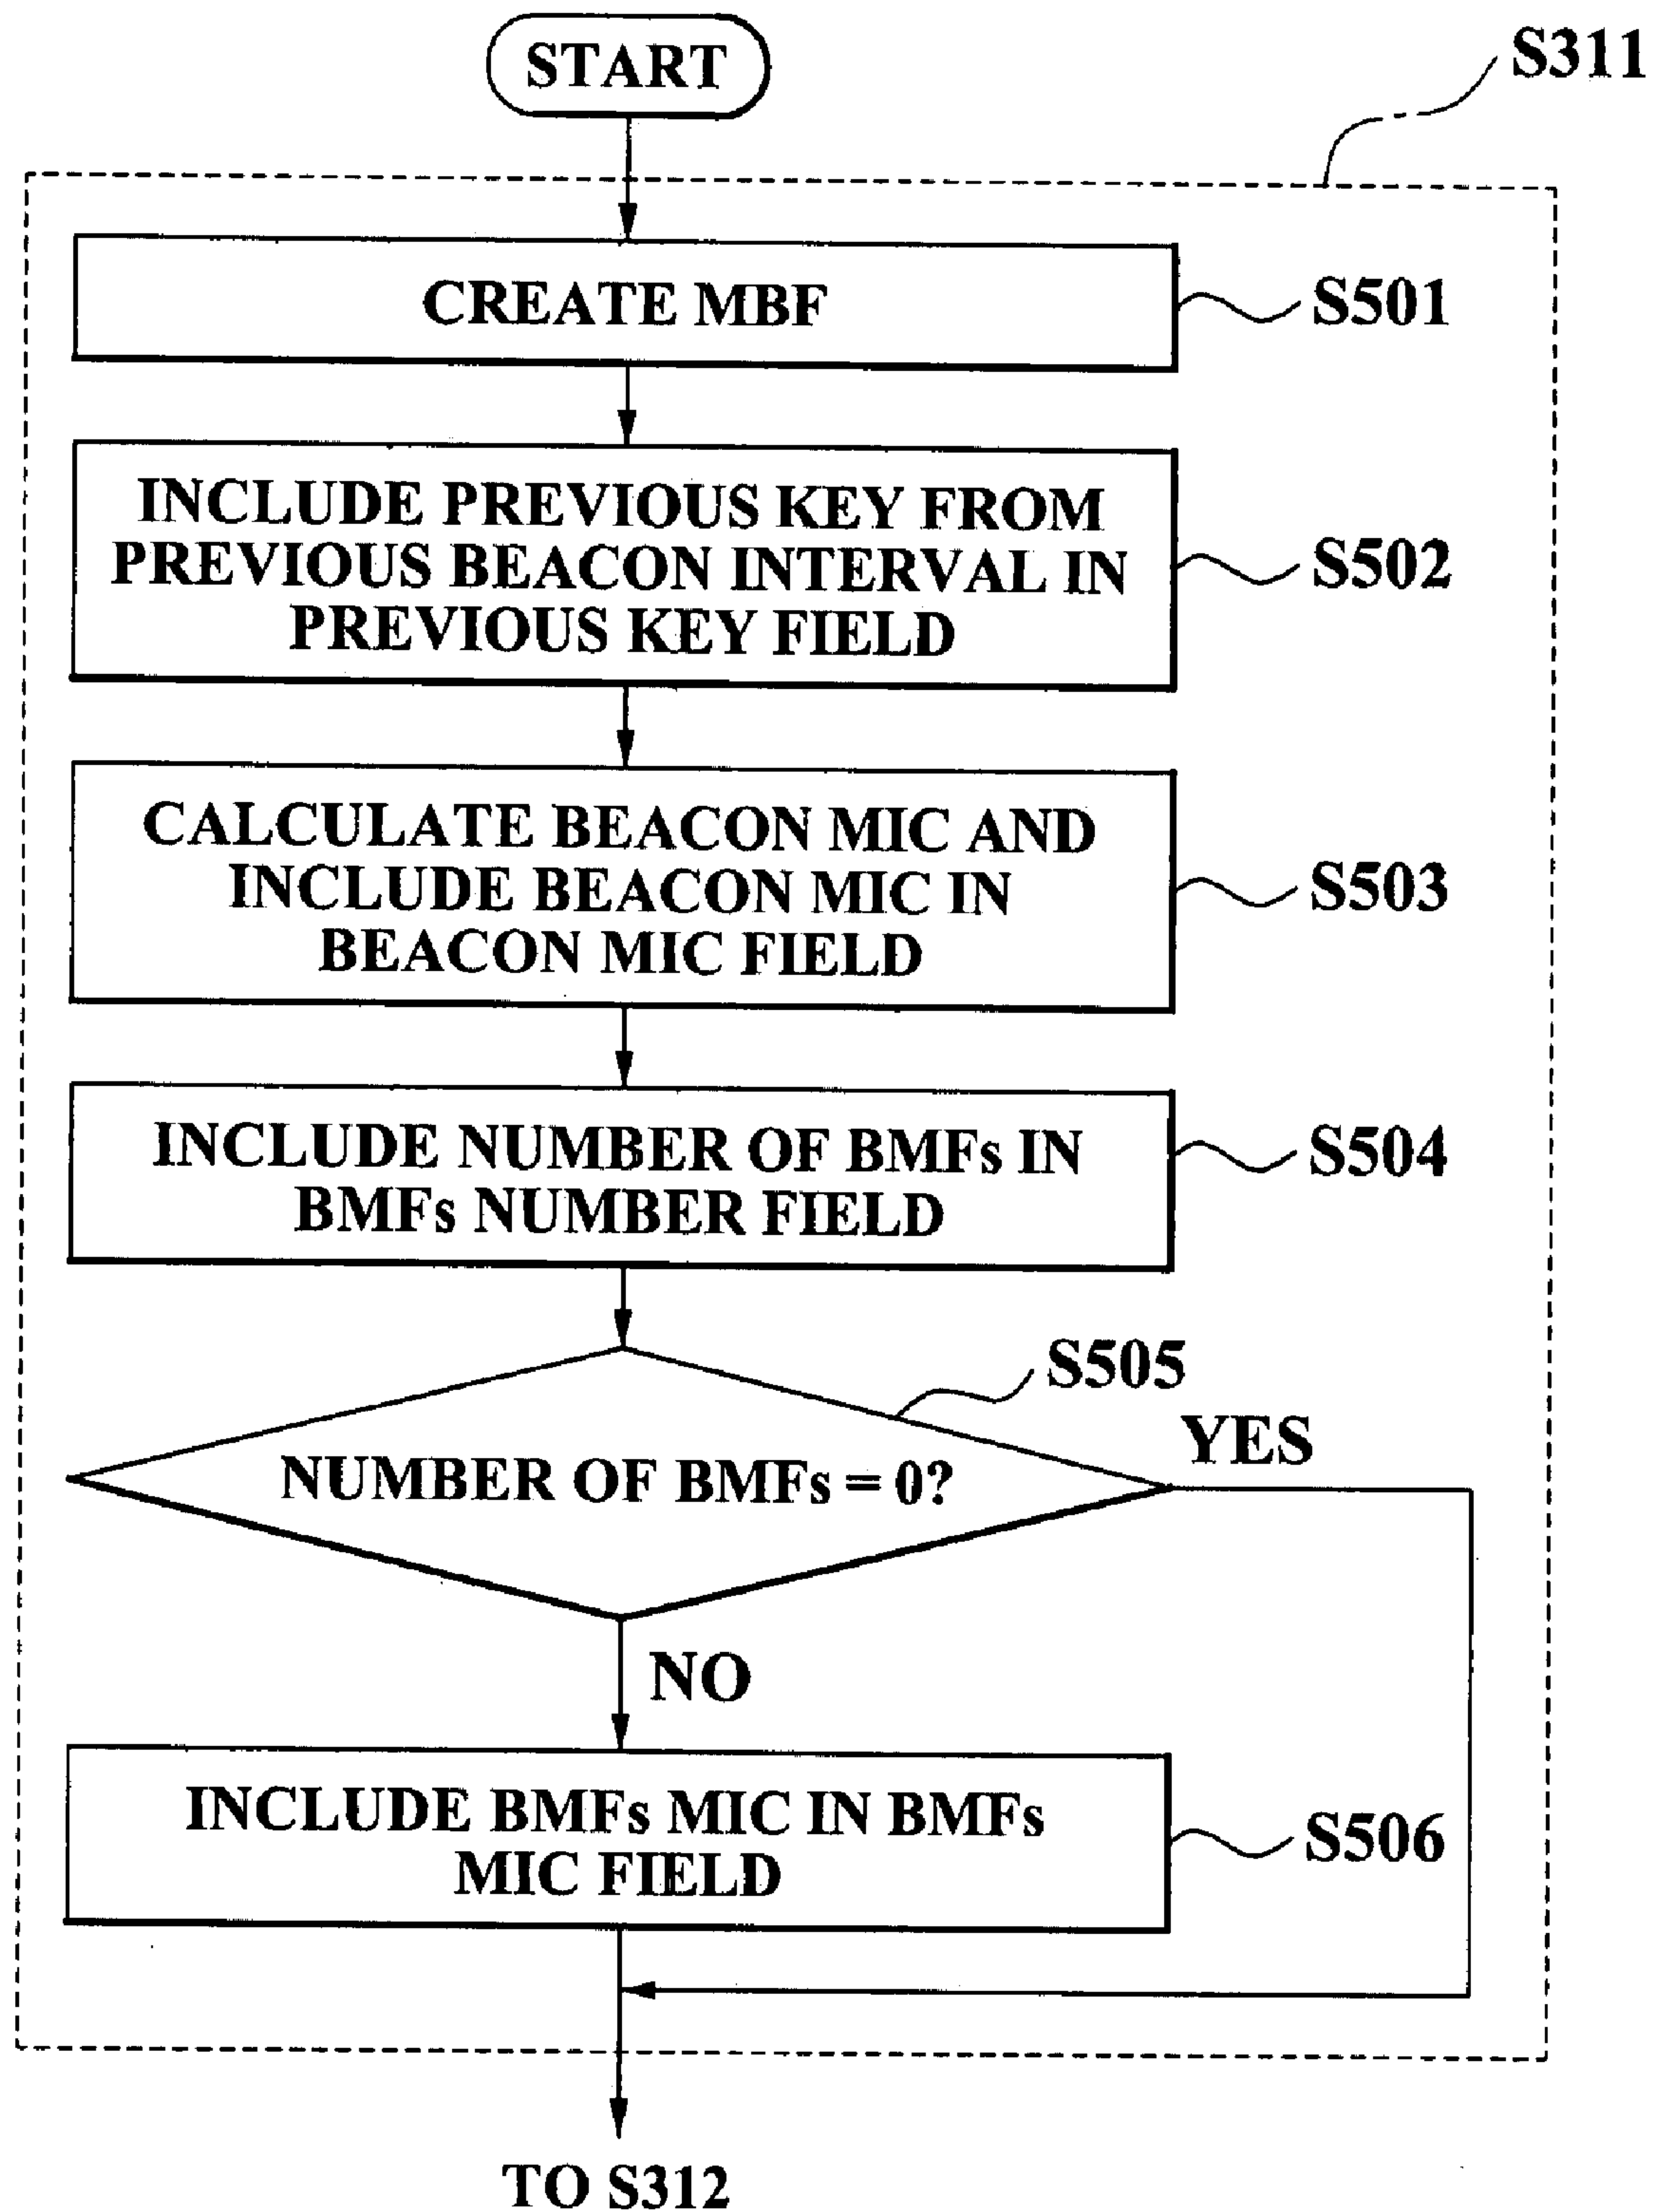 START
S311
CREATE MBF
S501
INCLUDE PREVIOUS KEY FROM
PREVIOUS BEACON INTERVAL IN
PREVIOUS KEY FIELD
S502
CALCULATE BEACON MIC AND
INCLUDE BEACON MIC IN
BEACON MIC FIELD
S503
INCLUDE NUMBER OF BMFs IN
BMFs NUMBER FIELD
S504
S505
NUMBER OF BMFs = 0?
YES
NO
INCLUDE BMFs MIC IN BMFs
MIC FIELD
S506
TO S312